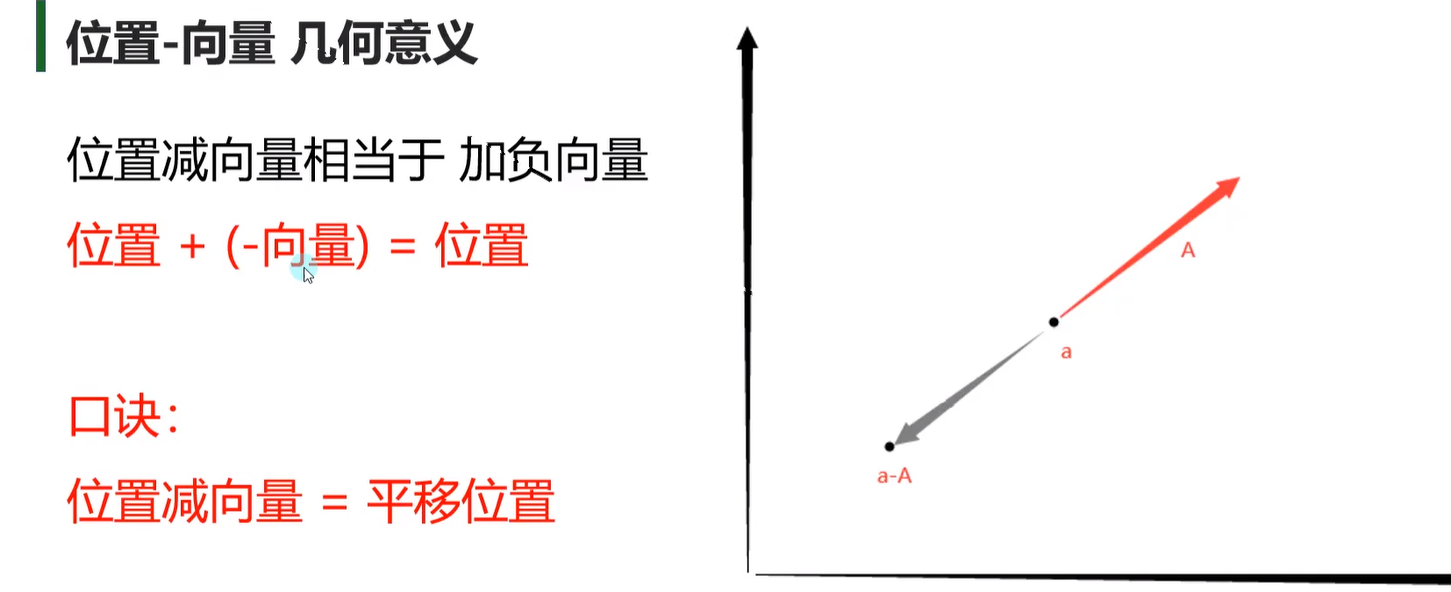 位置-向量 几何意义
位置减向量相当于 加负向量
位置 + (-向量) = 位置
口诀：
位置减向量 = 平移位置
A
a
a-A